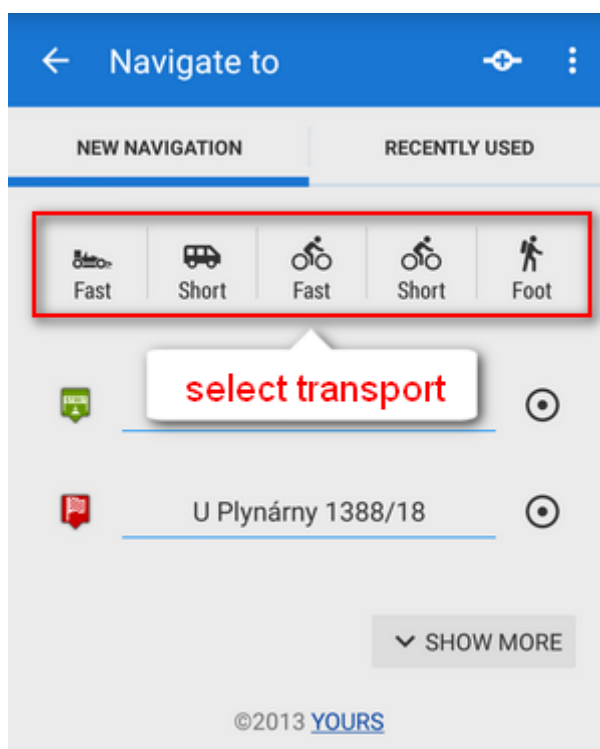 Navigate to
NEW NAVIGATION RECENTLY USED
Fast Short Fast Short Foot
select transport
U Plynárny 1388/18
SHOW MORE
©2013 YOURS